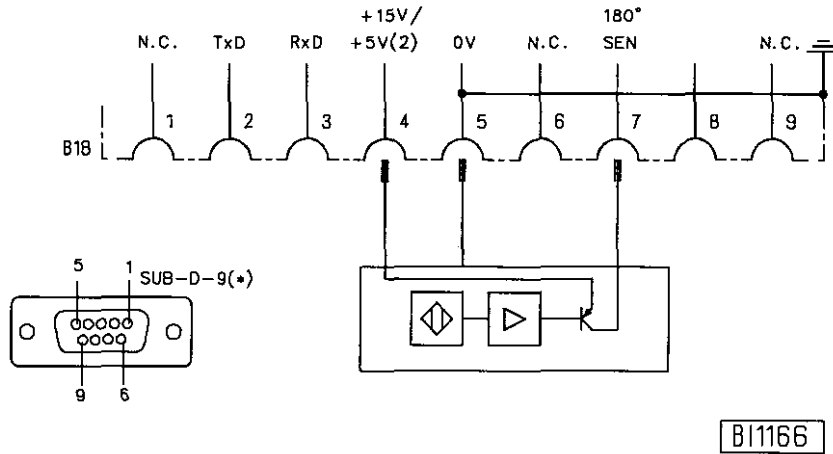 +15V/ 180°
N.C. TxD RxD +5V(2) 0V N.C. SEN N.C.
1 2 3 4 5 6 7 8 9
B18
5 1 SUB-D-9(*)
9 6
BI1166